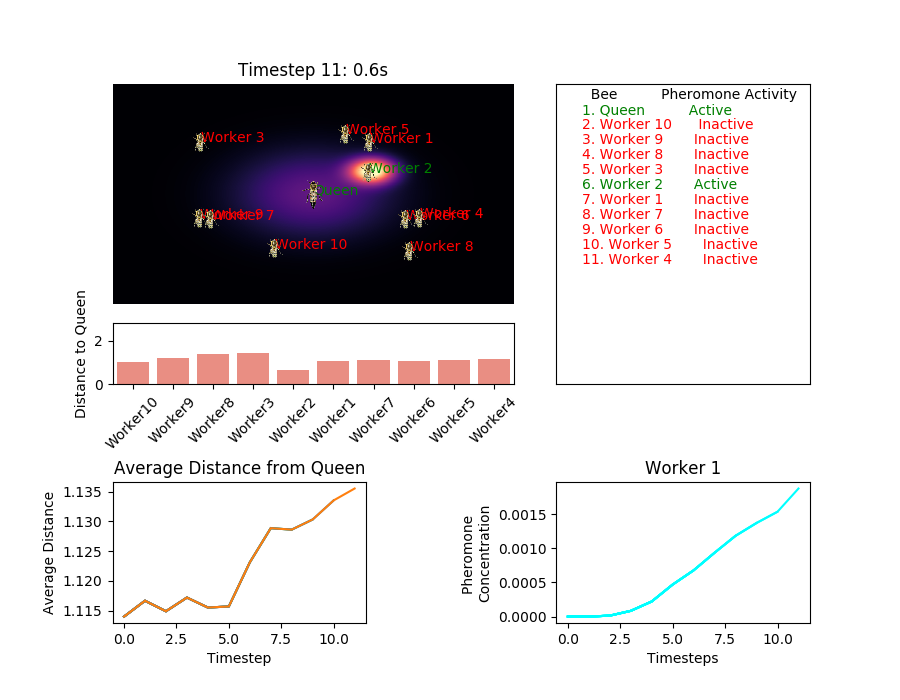 Timestep 11: 0.6s
Worker 3
Worker 5
Worker 1
Worker 2
Queen
Worker 9
Worker 7
Worker 6
Worker 4
Worker 10
Worker 8
Bee Pheromone Activity
1. Queen Active
2. Worker 10 Inactive
3. Worker 9 Inactive
4. Worker 8 Inactive
5. Worker 3 Inactive
6. Worker 2 Active
7. Worker 1 Inactive
8. Worker 7 Inactive
9. Worker 6 Inactive
10. Worker 5 Inactive
11. Worker 4 Inactive
Distance to Queen
2
0
Worker10
Worker9
Worker8
Worker3
Worker2
Worker1
Worker7
Worker6
Worker5
Worker4
Average Distance from Queen
Average Distance
1.135
1.130
1.125
1.120
1.115
0.0 2.5 5.0 7.5 10.0
Timestep
Worker 1
Pheromone
Concentration
0.0015
0.0010
0.0005
0.0000
0.0 2.5 5.0 7.5 10.0
Timesteps